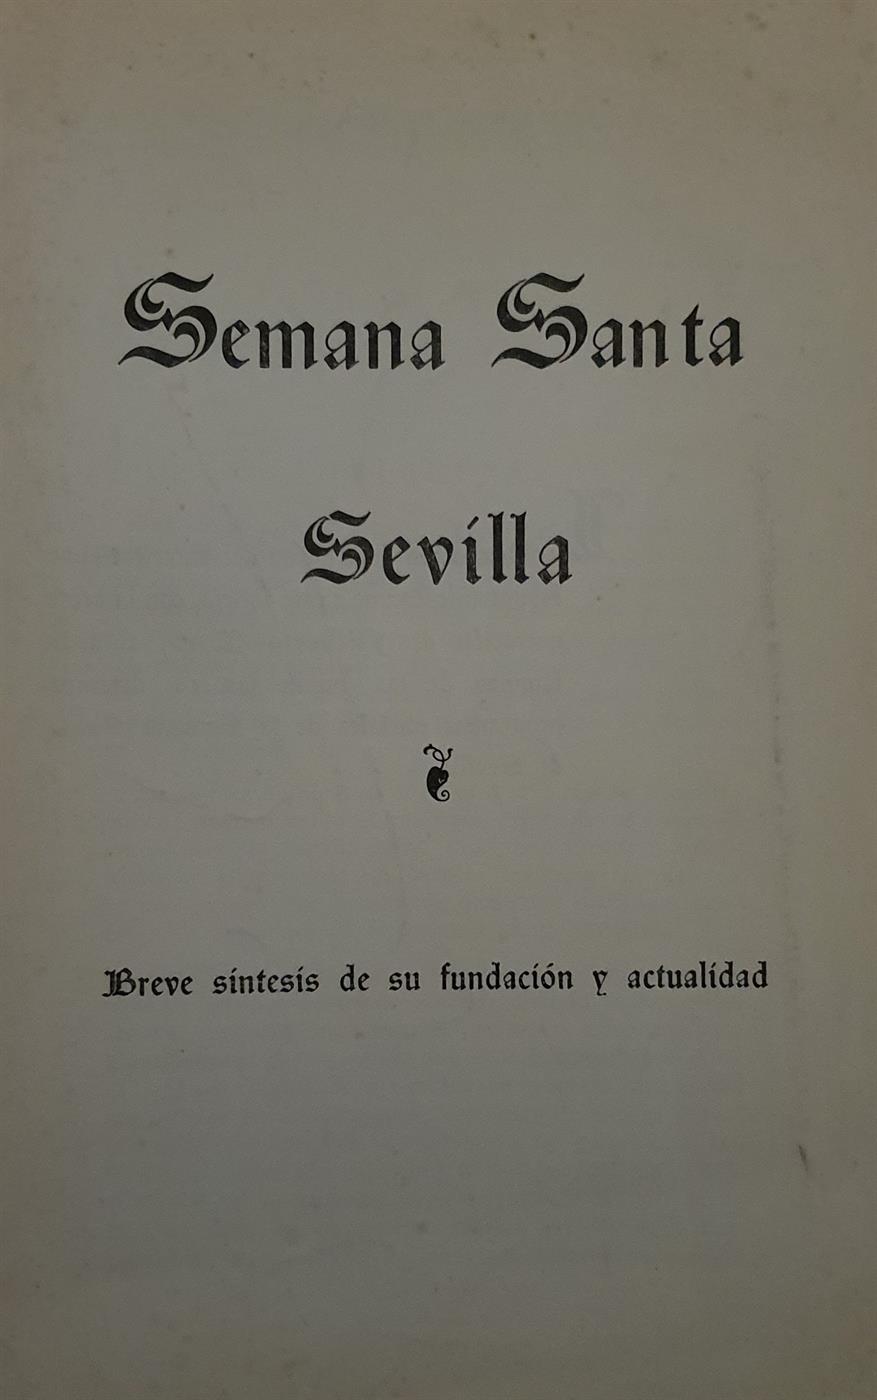 Semana Santa
Sevilla
Breve síntesis de su fundación y actualidad